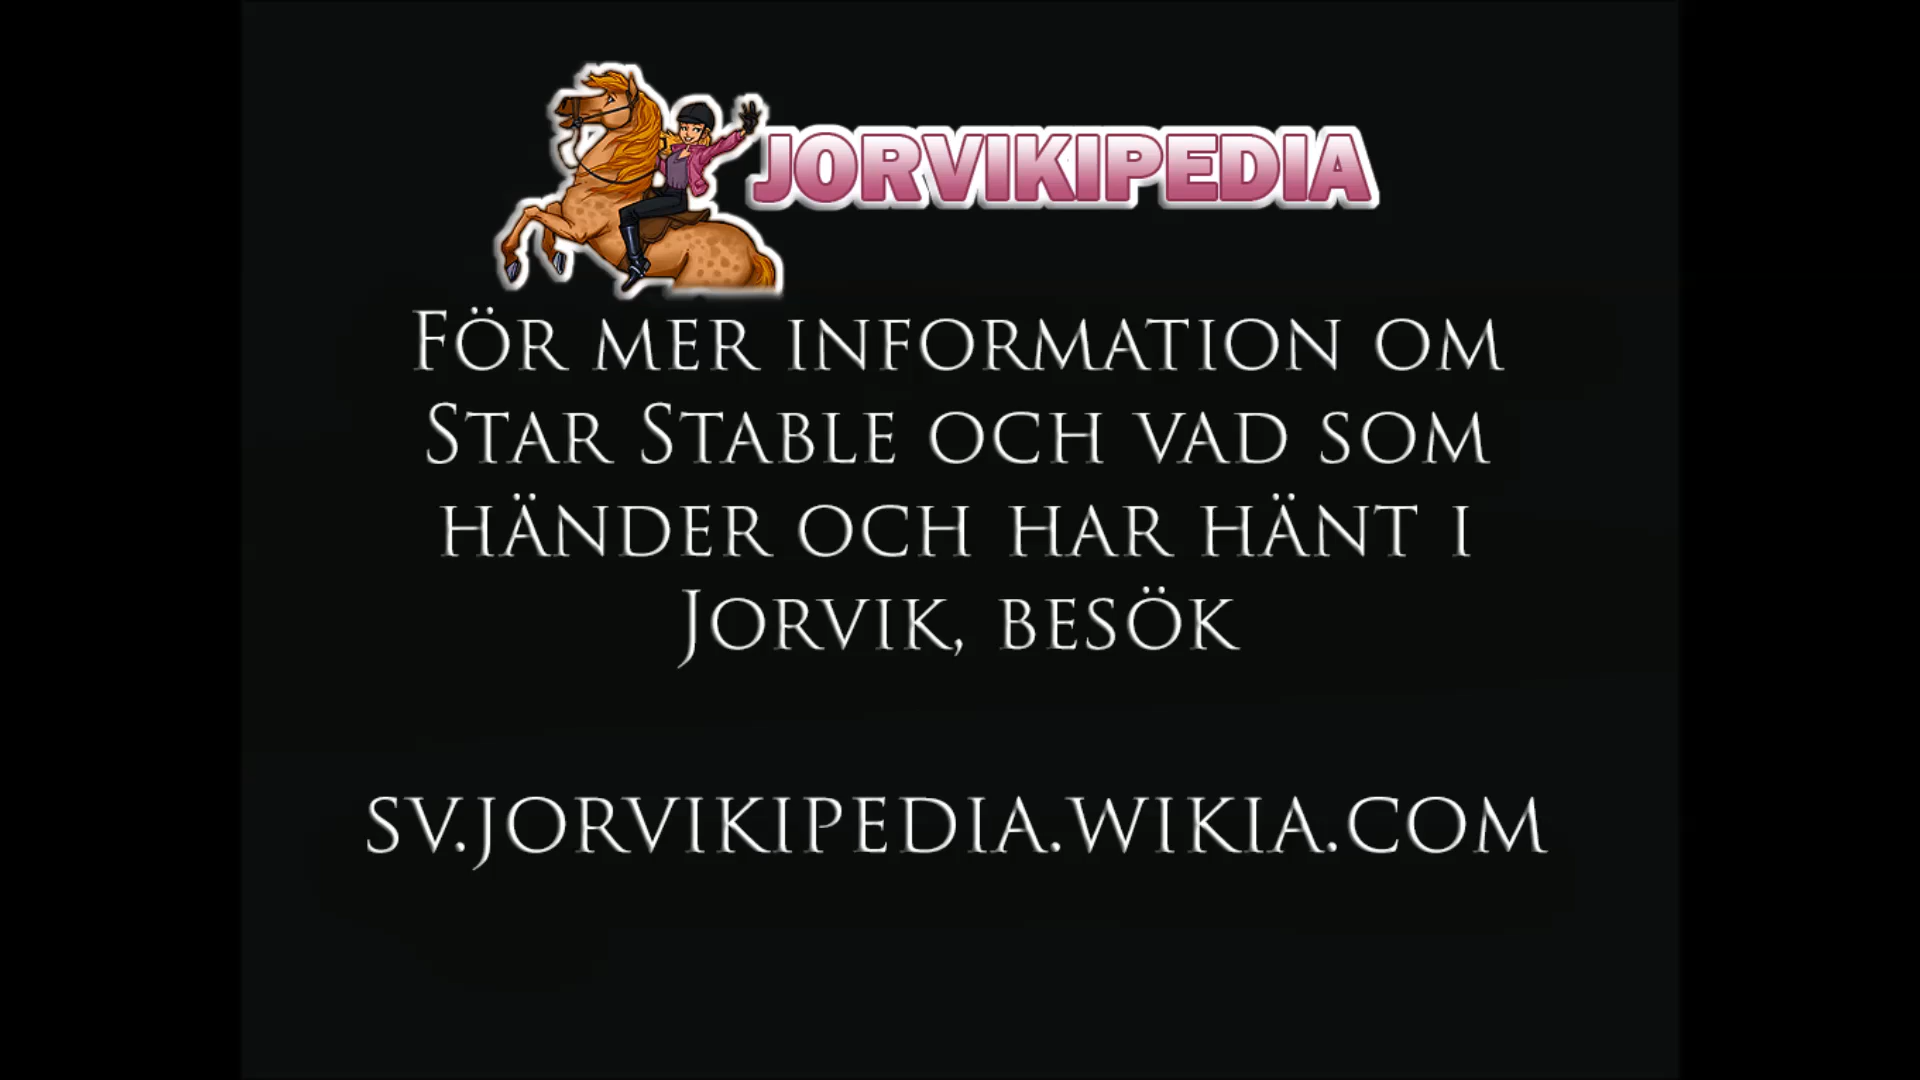 JORVIKIPEDIA
För mer information om
Star Stable och vad som
händer och har hänt i
Jorvik, besök
sv.jorvikipedia.wikia.com